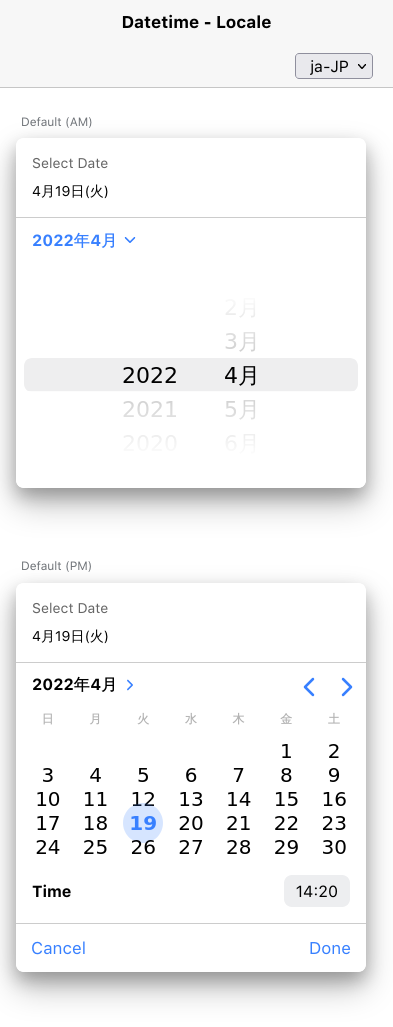 Datetime - Locale
ja-JP
Default (AM)
Select Date
4月19日(火)
2022年4月
2月
3月
2022 4月
2021 5月
2020 6月
Default (PM)
Select Date
4月19日(火)
2022年4月
日 月 火 水 木 金 土
1 2
3 4 5 6 7 8 9
10 11 12 13 14 15 16
17 18 19 20 21 22 23
24 25 26 27 28 29 30
Time 14:20
Cancel Done